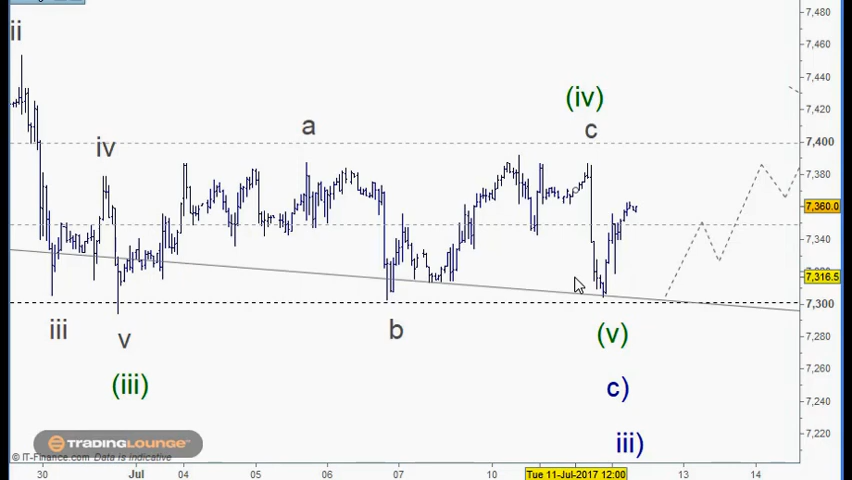 ii
7,480
7,460
7,440
7,420
7,400
7,380
7,360.0
7,340
7,316.5
7,300
7,280
7,260
7,240
7,220
(iv)
a
c
iv
iii
v
b
(v)
(iii)
c)
iii)
TRADINGLOUNGE
© IT-Finance.com Data is indicative
30 Jul 04 05 06 07 10 Tue 11-Jul-2017 12:00 13 14